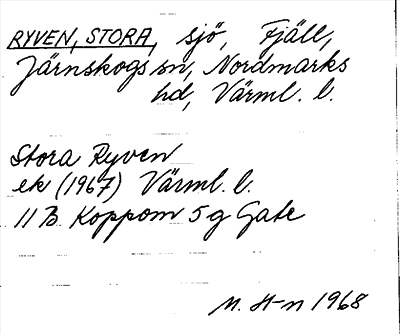 RYVEN, STORA, sjö, Fjäll,
Järnskogs sn, Nordmarks
hd, Värml. l.
Stora Ryven
ek (1967) Värml. l.
11 B Koppom 5 g Gate
M. H-n 1968